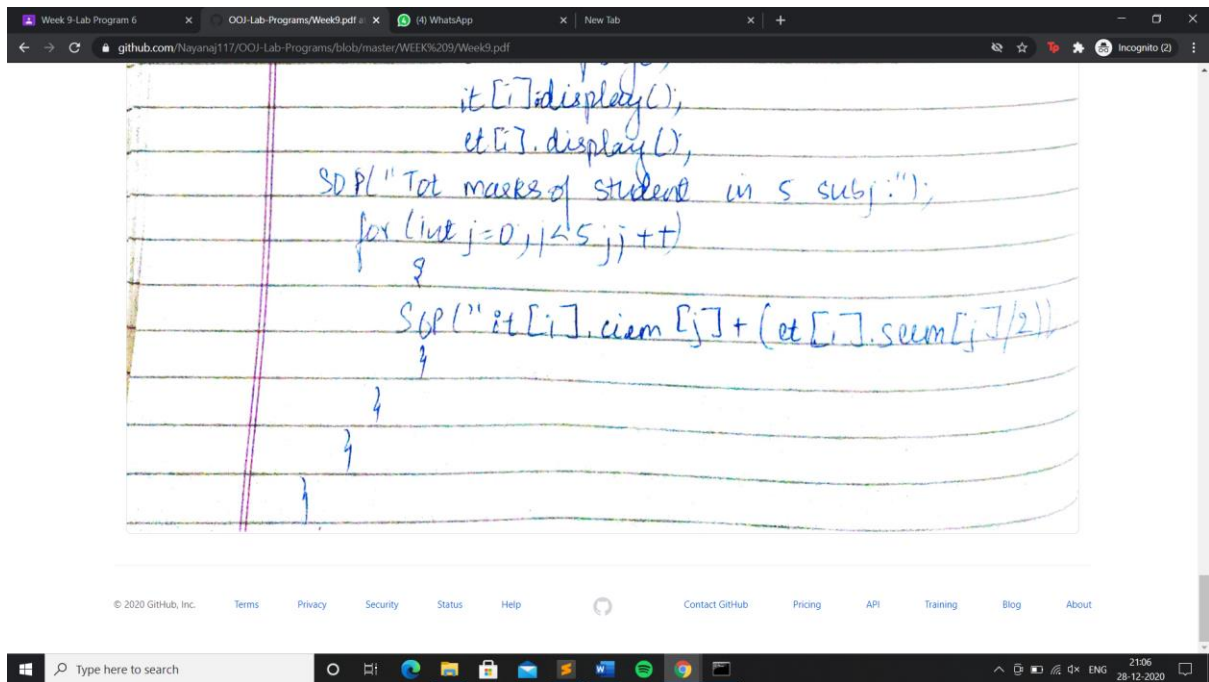 Week 9-Lab Program 6
OOJ-Lab-Programs/Week9.pdf a
(4) WhatsApp
New Tab
github.com/Nayanaj117/OOJ-Lab-Programs/blob/master/WEEK%209/Week9.pdf
Incognito (2)
it[i].display();
et[i].display();
SOP("Tot marks of student in 5 subj:");
for (int j=0; j<5; j++)
{
SOP("it[i].ciem[j]+(et[i].seem[j]/2))
}
}
}
}
© 2020 GitHub, Inc. Terms Privacy Security Status Help Contact GitHub Pricing API Training Blog About
Type here to search
ENG
21:06
28-12-2020